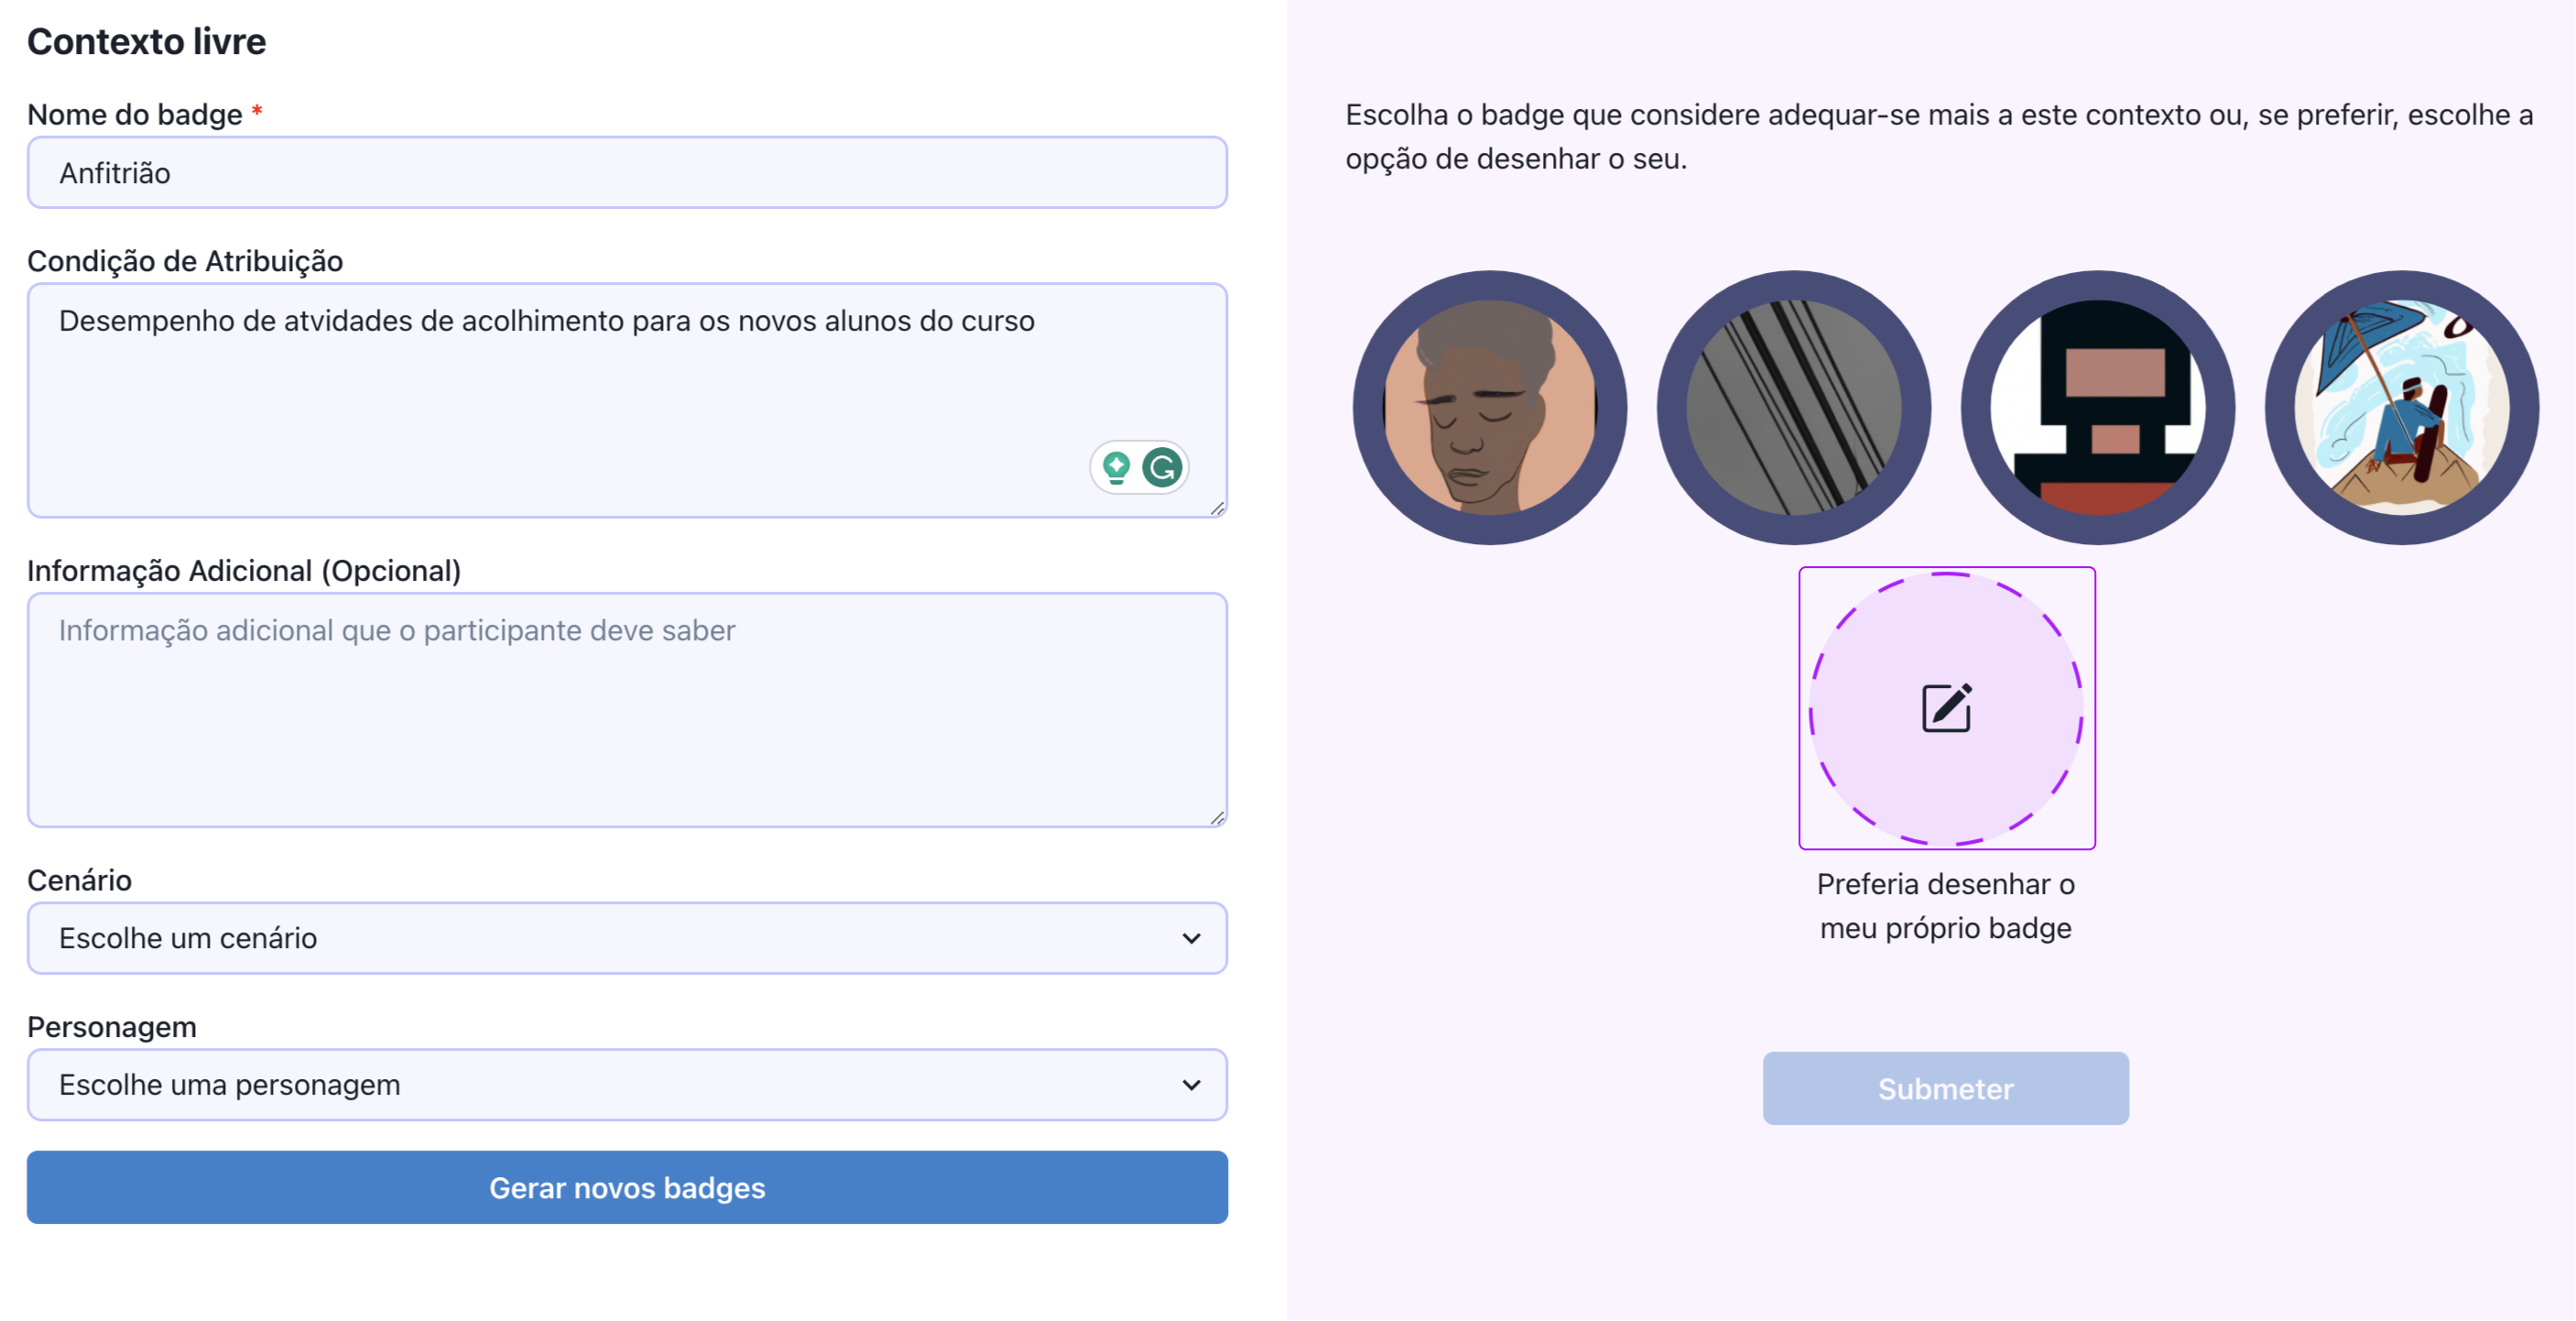 Contexto livre
Nome do badge *
Anfitrião
Condição de Atribuição
Desempenho de atvidades de acolhimento para os novos alunos do curso
Informação Adicional (Opcional)
Informação adicional que o participante deve saber
Cenário
Escolhe um cenário
Personagem
Escolhe uma personagem
Gerar novos badges
Escolha o badge que considere adequar-se mais a este contexto ou, se preferir, escolhe a
opção de desenhar o seu.
Preferia desenhar o
meu próprio badge
Submeter